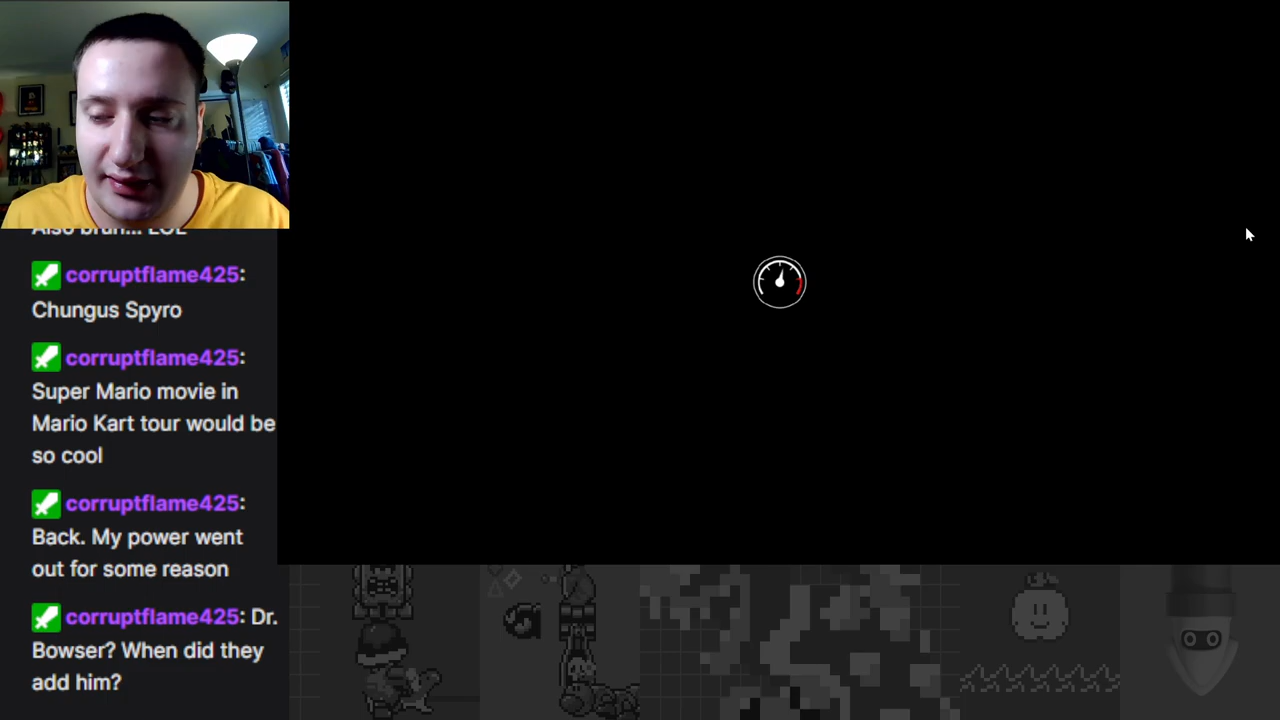 corruptflame425:
Chungus Spyro
corruptflame425:
Super Mario movie in
Mario Kart tour would be
so cool
corruptflame425:
Back. My power went
out for some reason
corruptflame425: Dr.
Bowser? When did they
add him?